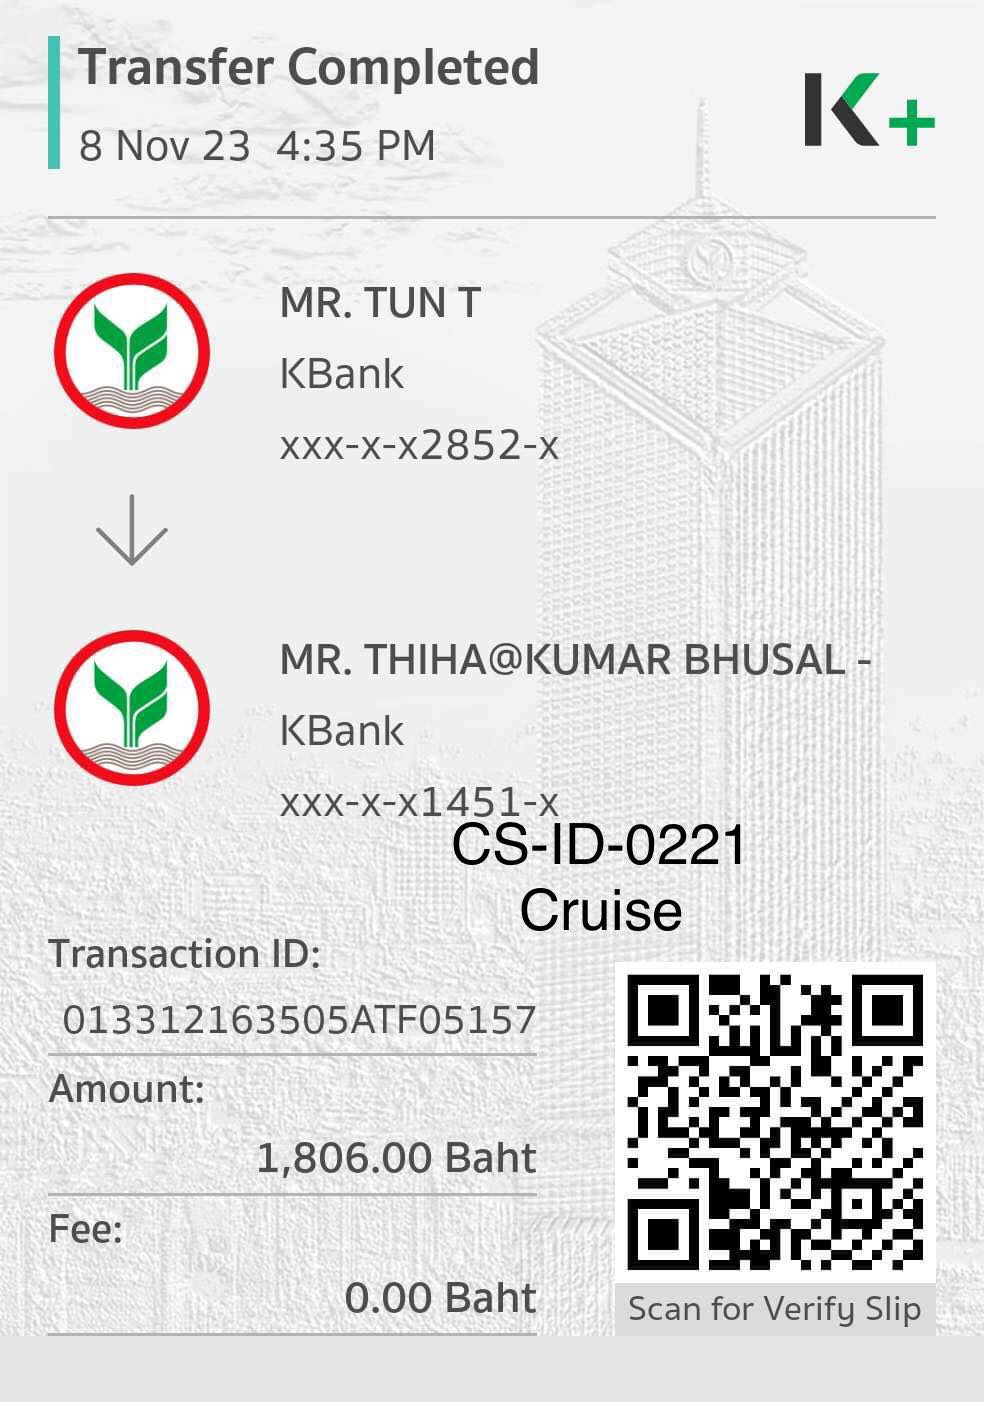 Transfer Completed
8 Nov 23 4:35 PM
K+
MR. TUN T
KBank
xxx-x-x2852-x
MR. THIHA@KUMAR BHUSAL -
KBank
xxx-x-x1451-x
CS-ID-0221
Cruise
Transaction ID:
013312163505ATF05157
Amount:
1,806.00 Baht
Fee:
0.00 Baht
Scan for Verify Slip